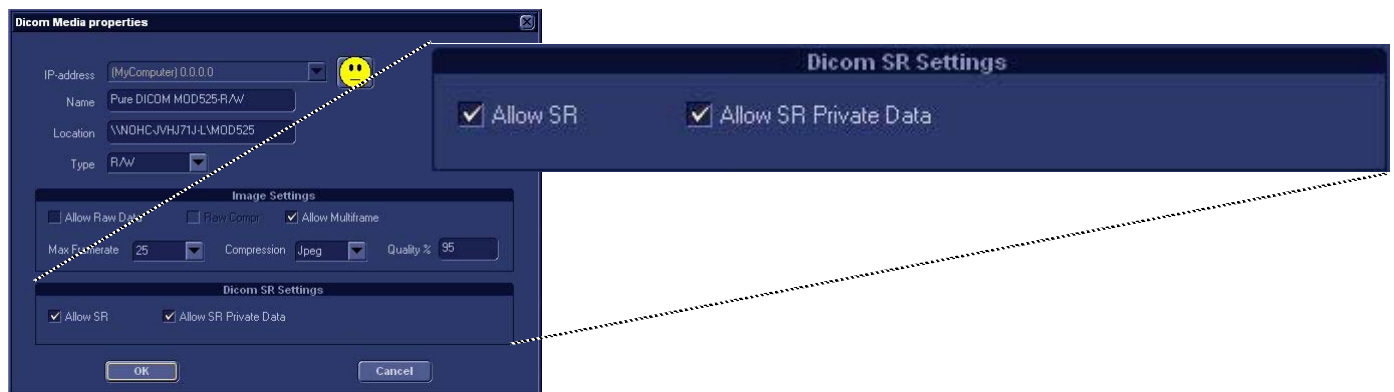 Dicom Media properties
IP-address (MyComputer) 0.0.0.0
Name Pure DICOM MOD525-R/W
Location \\NOHC-JVHJ71J-L\MOD525
Type R/W
Image Settings
Allow Raw Data Raw Compr. Allow Multiframe
Max Framerate 25 Compression Jpeg Quality % 95
Dicom SR Settings
Allow SR Allow SR Private Data
OK Cancel
Dicom SR Settings
Allow SR Allow SR Private Data